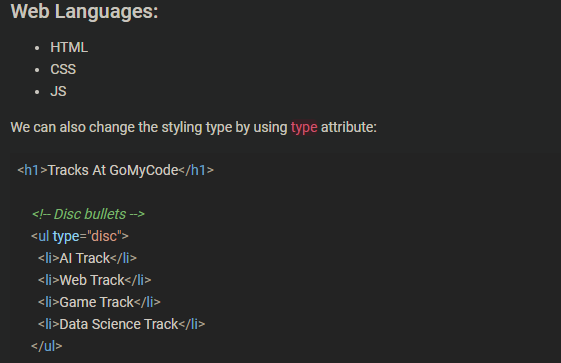 Web Languages:
• HTML
• CSS
• JS
We can also change the styling type by using type attribute:
<h1>Tracks At GoMyCode</h1>
<!-- Disc bullets -->
<ul type="disc">
<li>AI Track</li>
<li>Web Track</li>
<li>Game Track</li>
<li>Data Science Track</li>
</ul>